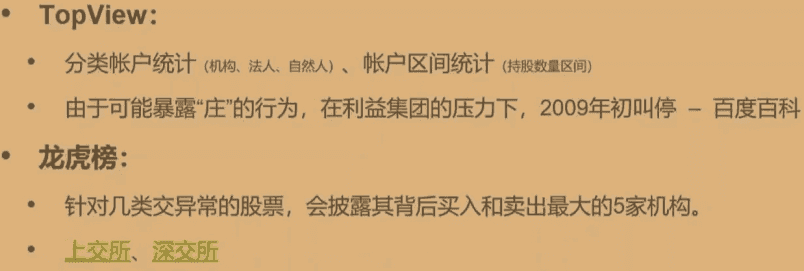 • TopView：
• 分类帐户统计（机构、法人、自然人）、帐户区间统计（持股数量区间）
• 由于可能暴露“庄”的行为，在利益集团的压力下，2009年初叫停 – 百度百科
• 龙虎榜：
• 针对几类交异常的股票，会披露其背后买入和卖出最大的5家机构。
• 上交所、深交所